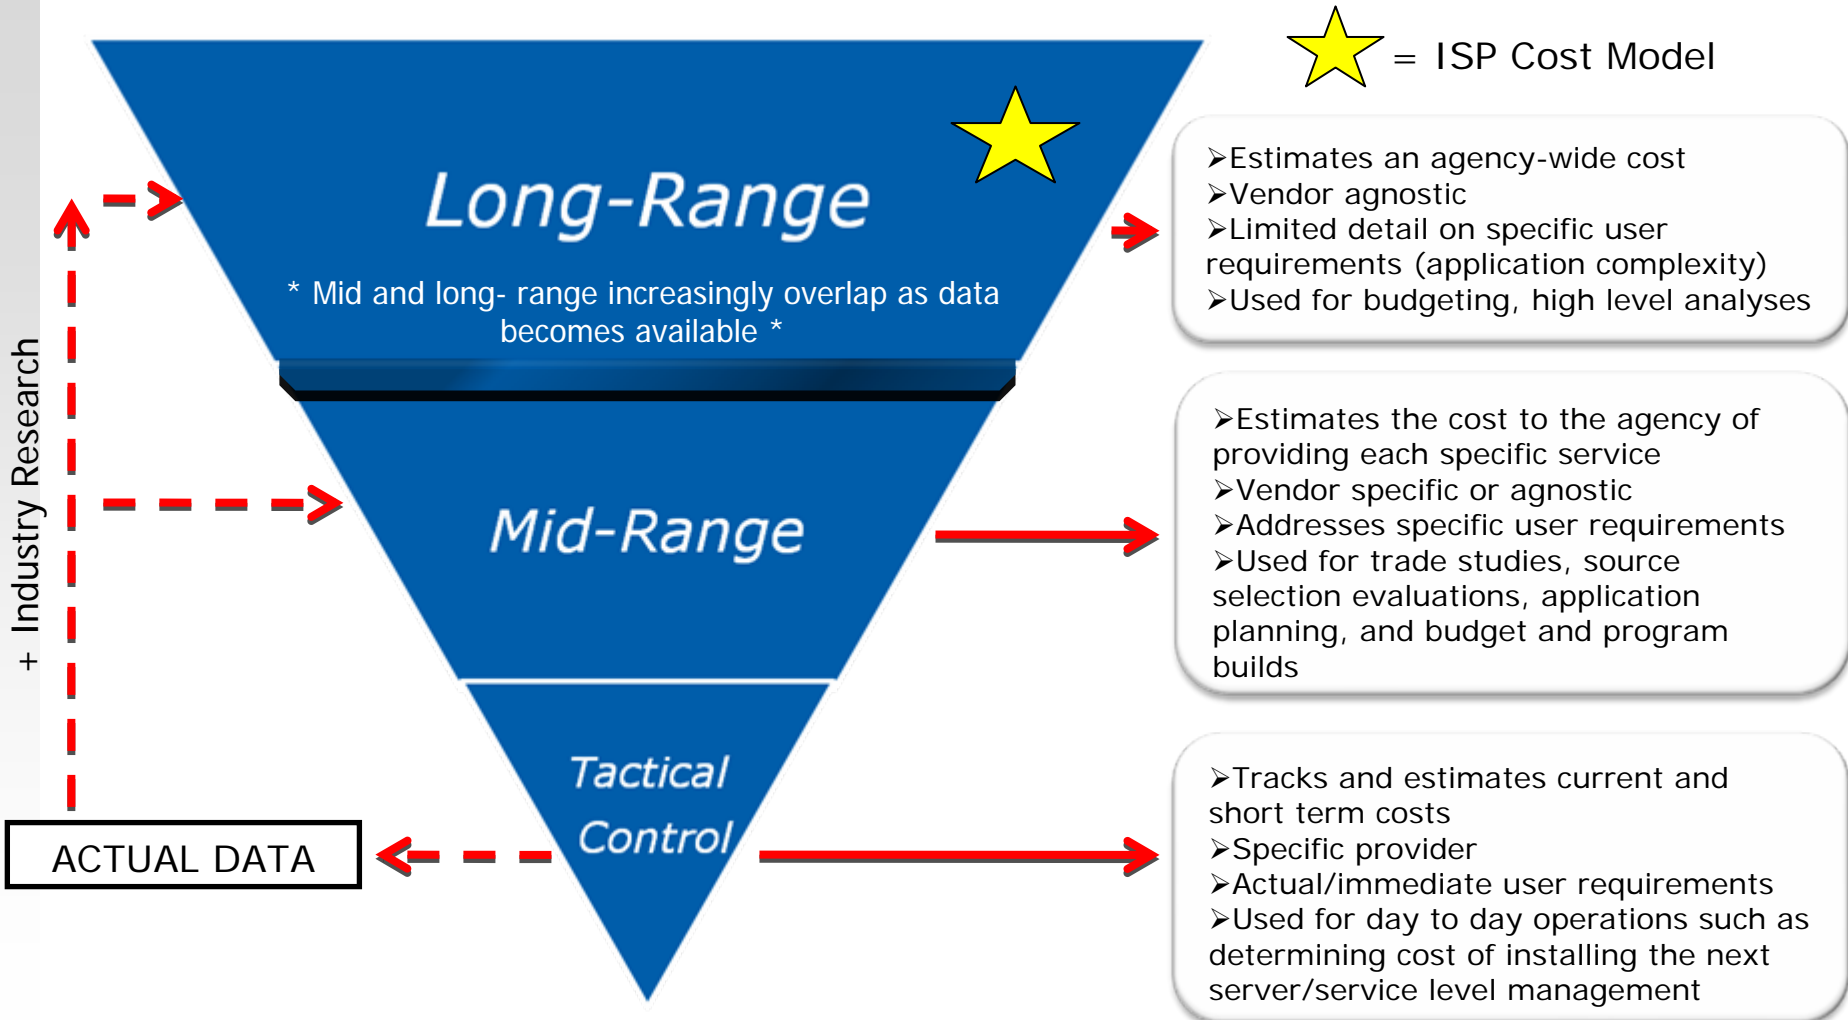 = ISP Cost Model
Long-Range
* Mid and long- range increasingly overlap as data
becomes available *
➢Estimates an agency-wide cost
➢Vendor agnostic
➢Limited detail on specific user
requirements (application complexity)
➢Used for budgeting, high level analyses
+ Industry Research
Mid-Range
➢Estimates the cost to the agency of
providing each specific service
➢Vendor specific or agnostic
➢Addresses specific user requirements
➢Used for trade studies, source
selection evaluations, application
planning, and budget and program
builds
Tactical
Control
ACTUAL DATA
➢Tracks and estimates current and
short term costs
➢Specific provider
➢Actual/immediate user requirements
➢Used for day to day operations such as
determining cost of installing the next
server/service level management